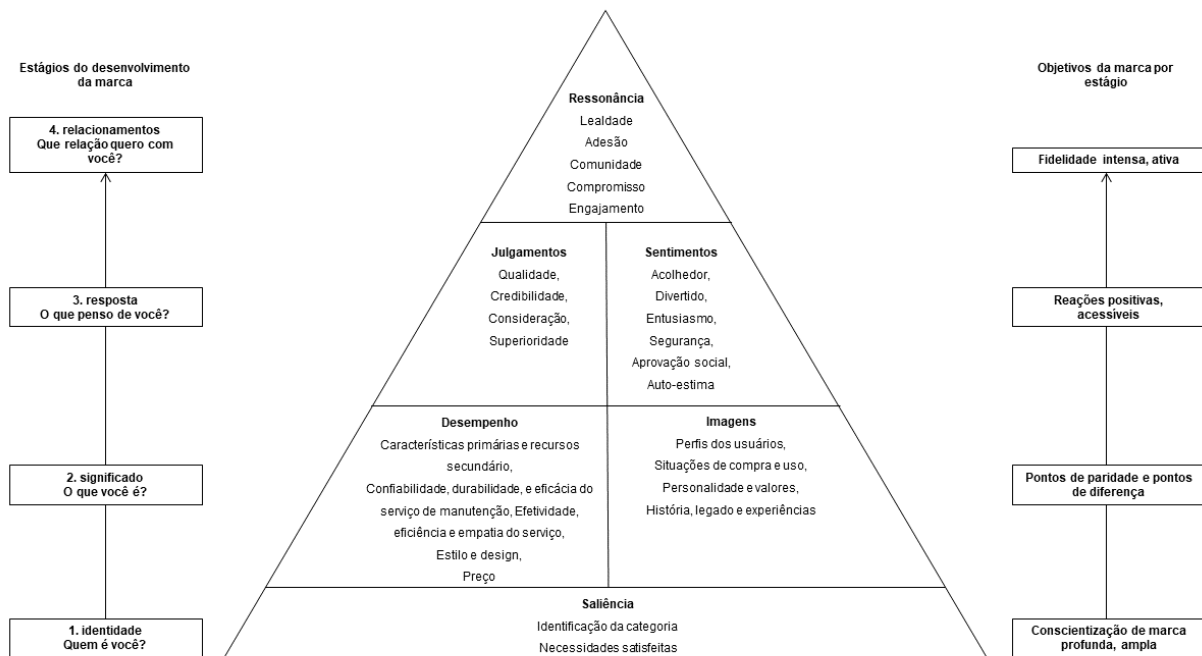 Estágios do desenvolvimento
da marca
4. relacionamentos
Que relação quero com
você?
3. resposta
O que penso de você?
2. significado
O que você é?
1. identidade
Quem é você?
Ressonância
Lealdade
Adesão
Comunidade
Compromisso
Engajamento
Julgamentos
Qualidade,
Credibilidade,
Consideração,
Superioridade
Sentimentos
Acolhedor,
Divertido,
Entusiasmo,
Segurança,
Aprovação social,
Auto-estima
Desempenho
Características primárias e recursos
secundário,
Confiabilidade, durabilidade, e eficácia do
serviço de manutenção, Efetividade,
eficiência e empatia do serviço,
Estilo e design,
Preço
Imagens
Perfis dos usuários,
Situações de compra e uso,
Personalidade e valores,
História, legado e experiências
Saliência
Identificação da categoria
Necessidades satisfeitas
Objetivos da marca por
estágio
Fidelidade intensa, ativa
Reações positivas,
acessíveis
Pontos de paridade e pontos
de diferença
Conscientização de marca
profunda, ampla